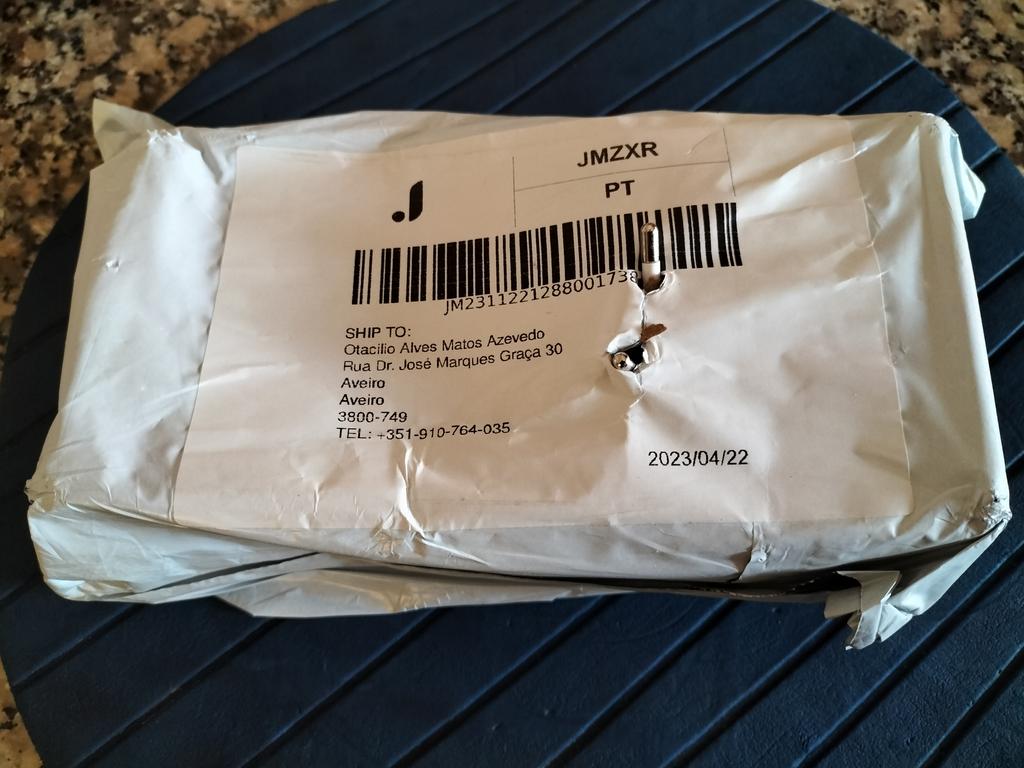 JMZXR
PT
JM2311221288001738
SHIP TO:
Otacílio Alves Matos Azevedo
Rua Dr. José Marques Graça 30
Aveiro
Aveiro
3800-749
TEL: +351-910-764-035
2023/04/22